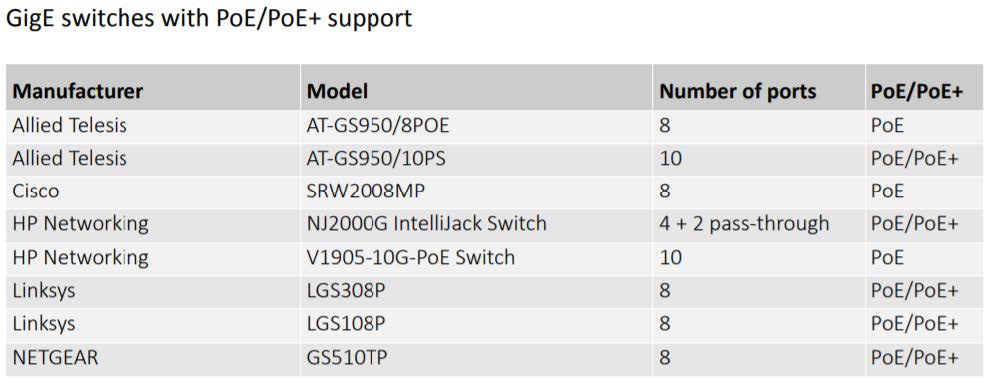 GigE switches with PoE/PoE+ support
Manufacturer Model Number of ports PoE/PoE+
Allied Telesis AT-GS950/8POE 8 PoE
Allied Telesis AT-GS950/10PS 10 PoE/PoE+
Cisco SRW2008MP 8 PoE
HP Networking NJ2000G IntelliJack Switch 4 + 2 pass-through PoE/PoE+
HP Networking V1905-10G-PoE Switch 10 PoE
Linksys LGS308P 8 PoE/PoE+
Linksys LGS108P 8 PoE/PoE+
NETGEAR GS510TP 8 PoE/PoE+